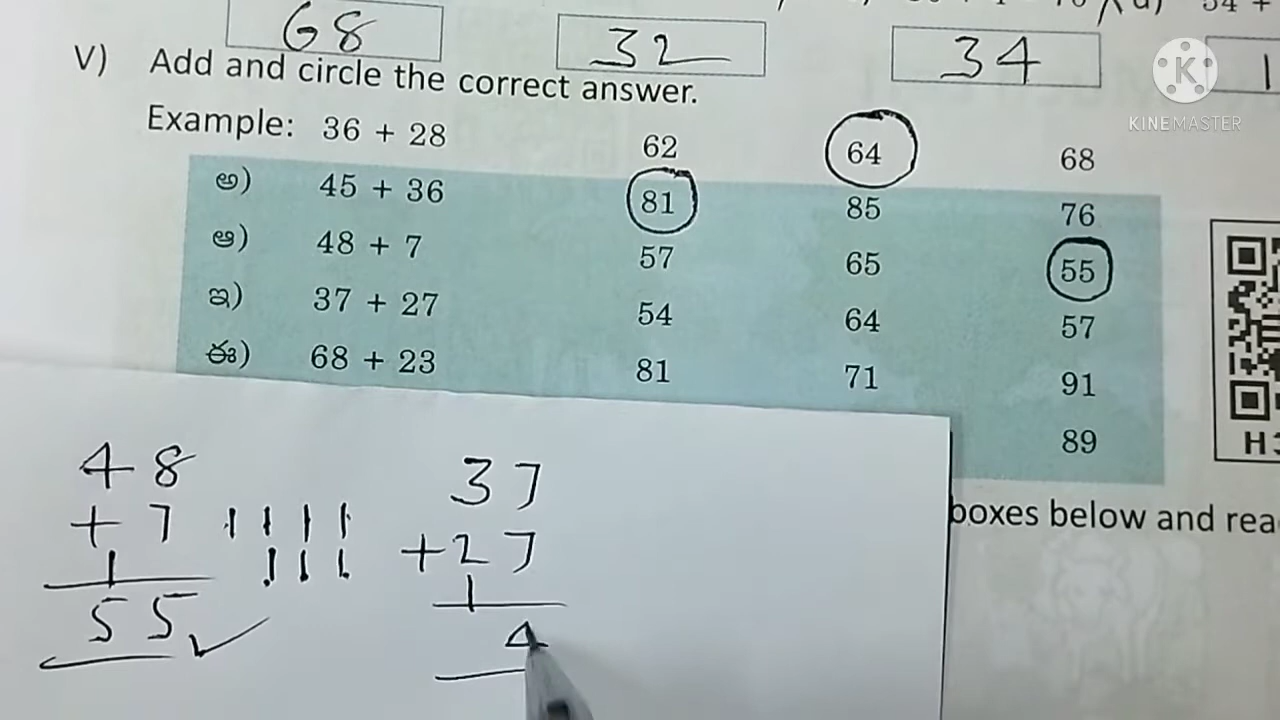 68 32 34 1
V) Add and circle the correct answer.
KINEMASTER
Example: 36 + 28 62 64 68
ಅ) 45 + 36 81 85 76
ಆ) 48 + 7 57 65 55
ಇ) 37 + 27 54 64 57
ಈ) 68 + 23 81 71 91
89
boxes below and rea
48
+ 7
1
55
37
+27
1
4